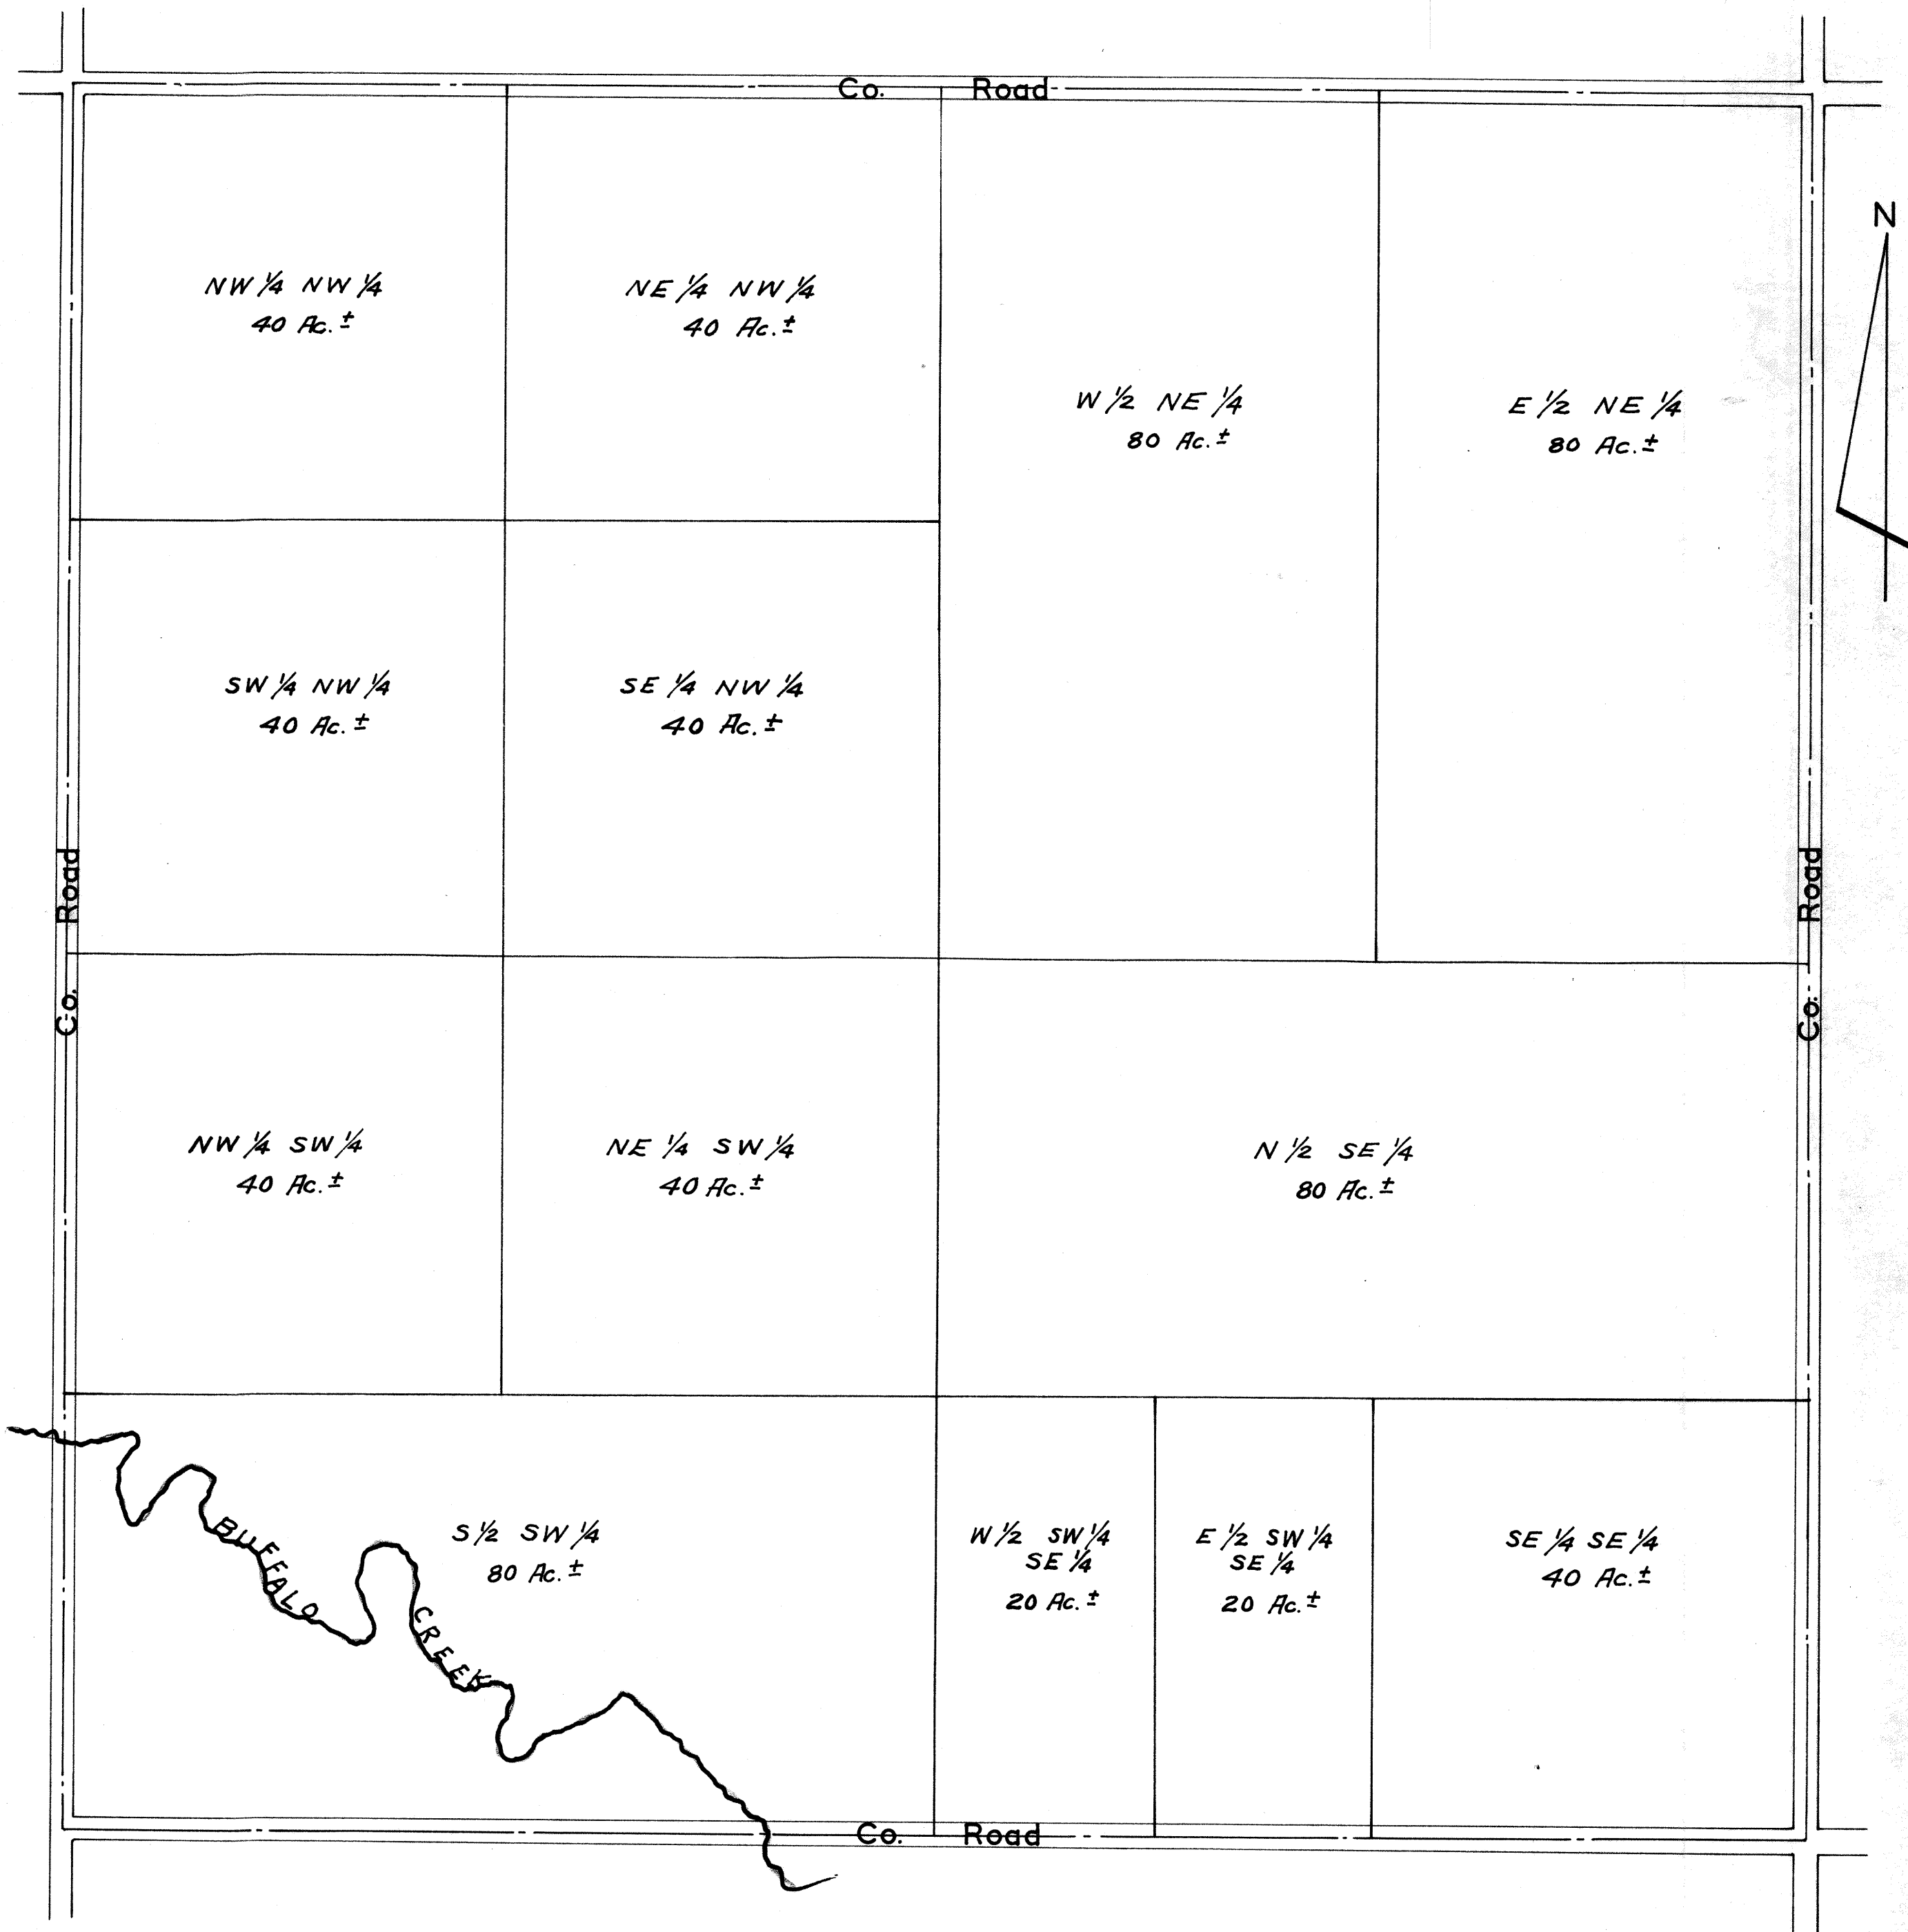 Co. Road
N
NW 1/4 NW 1/4
40 Ac. ±
NE 1/4 NW 1/4
40 Ac. ±
W 1/2 NE 1/4
80 Ac. ±
E 1/2 NE 1/4
80 Ac. ±
SW 1/4 NW 1/4
40 Ac. ±
SE 1/4 NW 1/4
40 Ac. ±
Co. Road
Co. Road
NW 1/4 SW 1/4
40 Ac. ±
NE 1/4 SW 1/4
40 Ac. ±
N 1/2 SE 1/4
80 Ac. ±
BUFFALO CREEK
S 1/2 SW 1/4
80 Ac. ±
W 1/2 SW 1/4
SE 1/4
20 Ac. ±
E 1/2 SW 1/4
SE 1/4
20 Ac. ±
SE 1/4 SE 1/4
40 Ac. ±
Co. Road